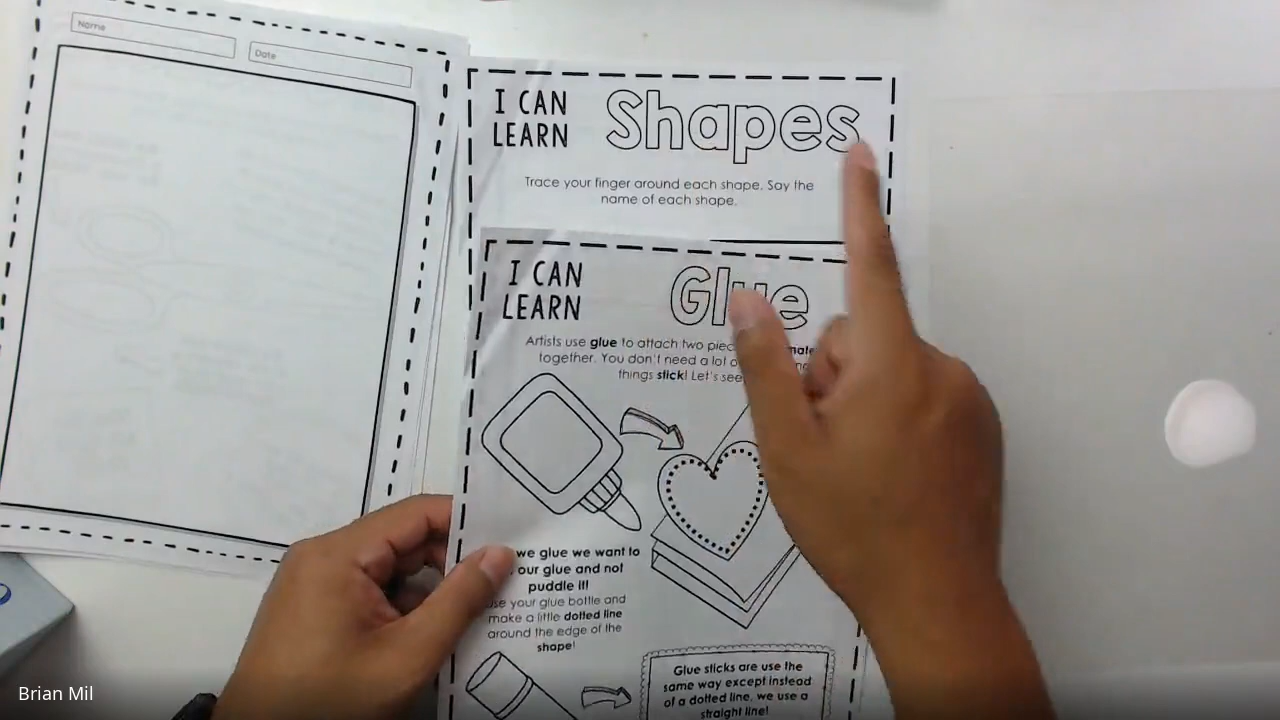 Name
Date
I CAN
LEARN
Shapes
Trace your finger around each shape. Say the
name of each shape.
I CAN
LEARN
Glue
Artists use glue to attach two
together. You don't need a lot
things stick! Let's see
we glue we want to
our glue and not
puddle it!
use your glue bottle and
make a little dotted line
around the edge of the
shape!
Glue sticks are use the
same way except instead
of a dotted line, we use a
straight line!
Brian Mil